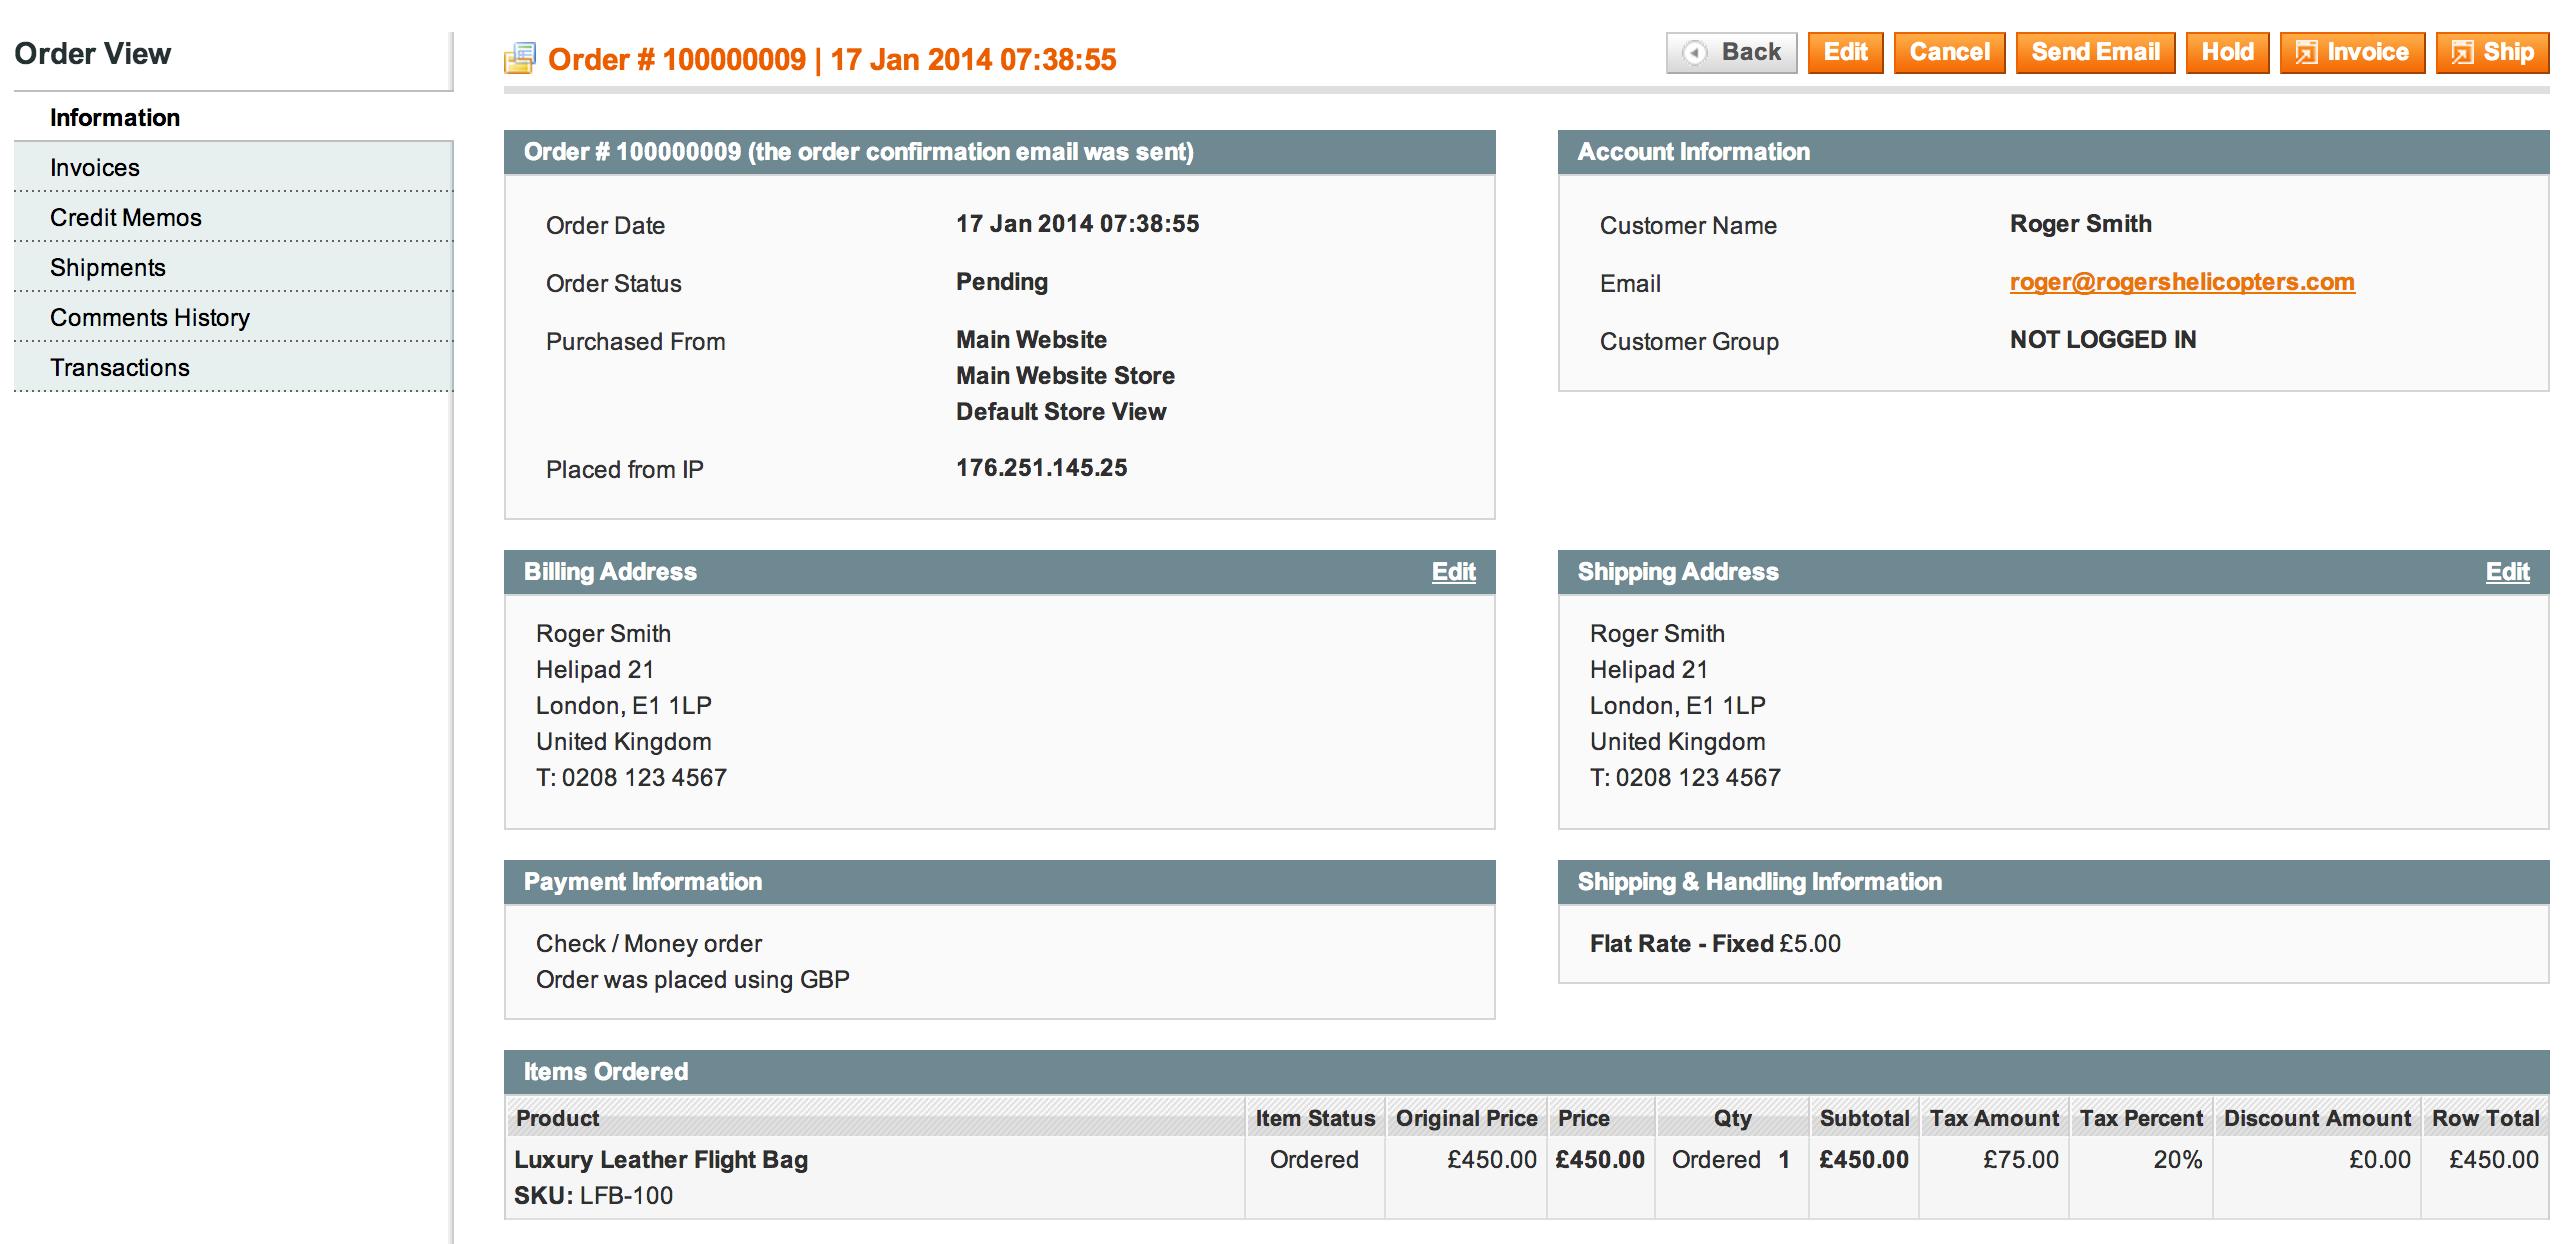 Order View
Information
Invoices
Credit Memos
Shipments
Comments History
Transactions
Order # 100000009 | 17 Jan 2014 07:38:55
Back Edit Cancel Send Email Hold Invoice Ship
Order # 100000009 (the order confirmation email was sent)
Order Date 17 Jan 2014 07:38:55
Order Status Pending
Purchased From Main Website
Main Website Store
Default Store View
Placed from IP 176.251.145.25
Account Information
Customer Name Roger Smith
Email roger@rogershelicopters.com
Customer Group NOT LOGGED IN
Billing Address Edit
Roger Smith
Helipad 21
London, E1 1LP
United Kingdom
T: 0208 123 4567
Shipping Address Edit
Roger Smith
Helipad 21
London, E1 1LP
United Kingdom
T: 0208 123 4567
Payment Information
Check / Money order
Order was placed using GBP
Shipping & Handling Information
Flat Rate - Fixed £5.00
Items Ordered
Product Item Status Original Price Price Qty Subtotal Tax Amount Tax Percent Discount Amount Row Total
Luxury Leather Flight Bag Ordered £450.00 £450.00 Ordered 1 £450.00 £75.00 20% £0.00 £450.00
SKU: LFB-100